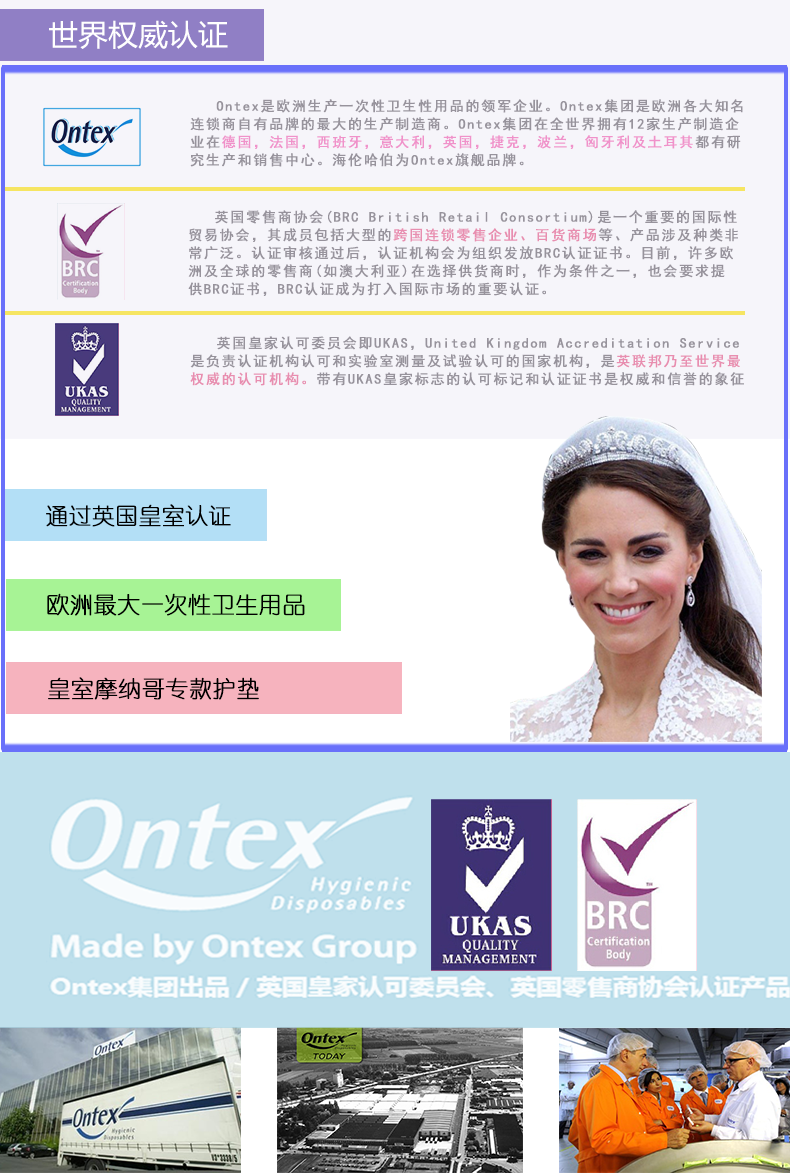 世界权威认证
Ontex
Ontex是欧洲生产一次性卫生性用品的领军企业。Ontex集团是欧洲各大知名
连锁商自有品牌的最大的生产制造商。Ontex集团在全世界拥有12家生产制造企
业在德国，法国，西班牙，意大利，英国，捷克，波兰，匈牙利及土耳其都有研
究生产和销售中心。海伦哈伯为Ontex旗舰品牌。
BRC
Certification
Body
英国零售商协会(BRC British Retail Consortium)是一个重要的国际性
贸易协会，其成员包括大型的跨国连锁零售企业、百货商场等、产品涉及种类非
常广泛。认证审核通过后，认证机构会为组织发放BRC认证证书。目前，许多欧
洲及全球的零售商(如澳大利亚)在选择供货商时，作为条件之一，也会要求提
供BRC证书，BRC认证成为打入国际市场的重要认证。
UKAS
QUALITY
MANAGEMENT
英国皇家认可委员会即UKAS，United Kingdom Accreditation Service
是负责认证机构认可和实验室测量及试验认可的国家机构，是英联邦乃至世界最
权威的认可机构。带有UKAS皇家标志的认可标记和认证证书是权威和信誉的象征
通过英国皇室认证
欧洲最大一次性卫生用品
皇室摩纳哥专款护垫
Ontex
Hygienic
Disposables
UKAS
QUALITY
MANAGEMENT
BRC
TM
Certification
Body
Made by Ontex Group
Ontex集团出品 / 英国皇家认可委员会、英国零售商协会认证产品
Ontex
Ontex
Hygienic
Disposables
Ontex
TODAY